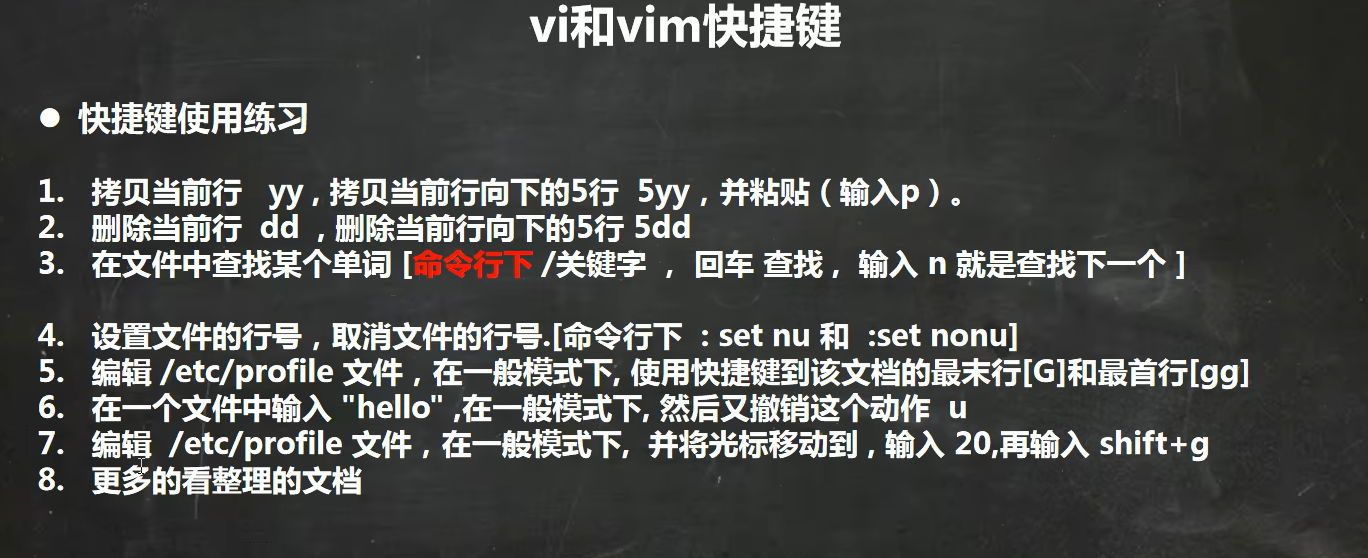 vi和vim快捷键
● 快捷键使用练习
1. 拷贝当前行 yy , 拷贝当前行向下的5行 5yy，并粘贴（输入p）。
2. 删除当前行 dd , 删除当前行向下的5行 5dd
3. 在文件中查找某个单词 [命令行下 /关键字 ， 回车 查找 , 输入 n 就是查找下一个 ]
4. 设置文件的行号，取消文件的行号.[命令行下 : set nu 和 :set nonu]
5. 编辑 /etc/profile 文件，在一般模式下, 使用快捷键到该文档的最末行[G]和最首行[gg]
6. 在一个文件中输入 "hello" ,在一般模式下, 然后又撤销这个动作 u
7. 编辑 /etc/profile 文件，在一般模式下, 并将光标移动到 , 输入 20,再输入 shift+g
8. 更多的看整理的文档